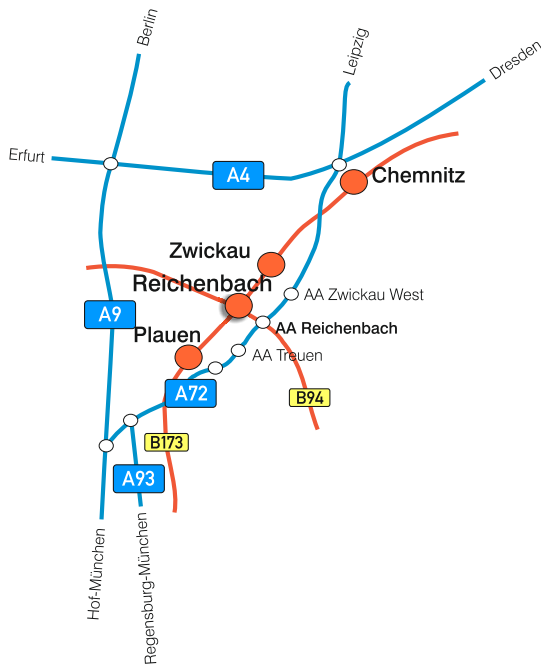 Berlin
Leipzig
Dresden
Erfurt
A4
Chemnitz
Zwickau
Reichenbach
AA Zwickau West
A9
AA Reichenbach
Plauen
AA Treuen
A72
B94
B173
A93
Hof-München
Regensburg-München